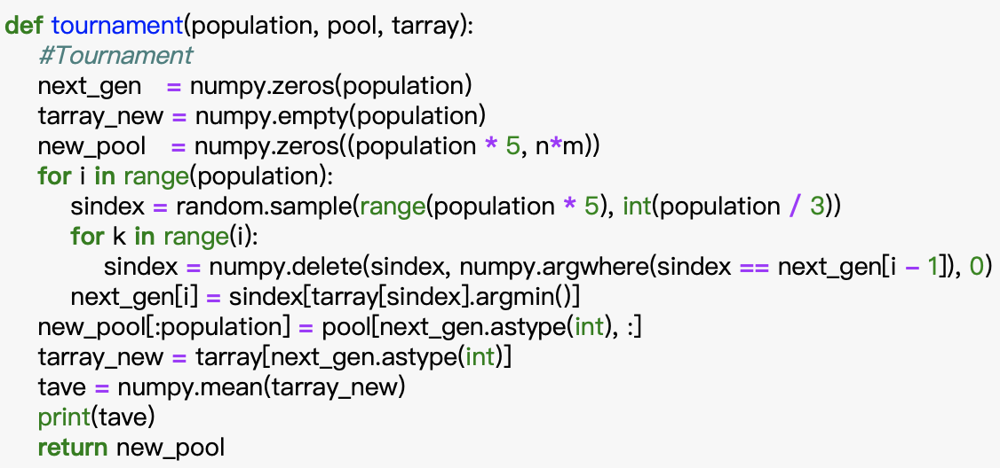 def tournament(population, pool, tarray):
    #Tournament
    next_gen   = numpy.zeros(population)
    tarray_new = numpy.empty(population)
    new_pool   = numpy.zeros((population * 5, n*m))
    for i in range(population):
        sindex = random.sample(range(population * 5), int(population / 3))
        for k in range(i):
            sindex = numpy.delete(sindex, numpy.argwhere(sindex == next_gen[i - 1]), 0)
        next_gen[i] = sindex[tarray[sindex].argmin()]
    new_pool[:population] = pool[next_gen.astype(int), :]
    tarray_new = tarray[next_gen.astype(int)]
    tave = numpy.mean(tarray_new)
    print(tave)
    return new_pool